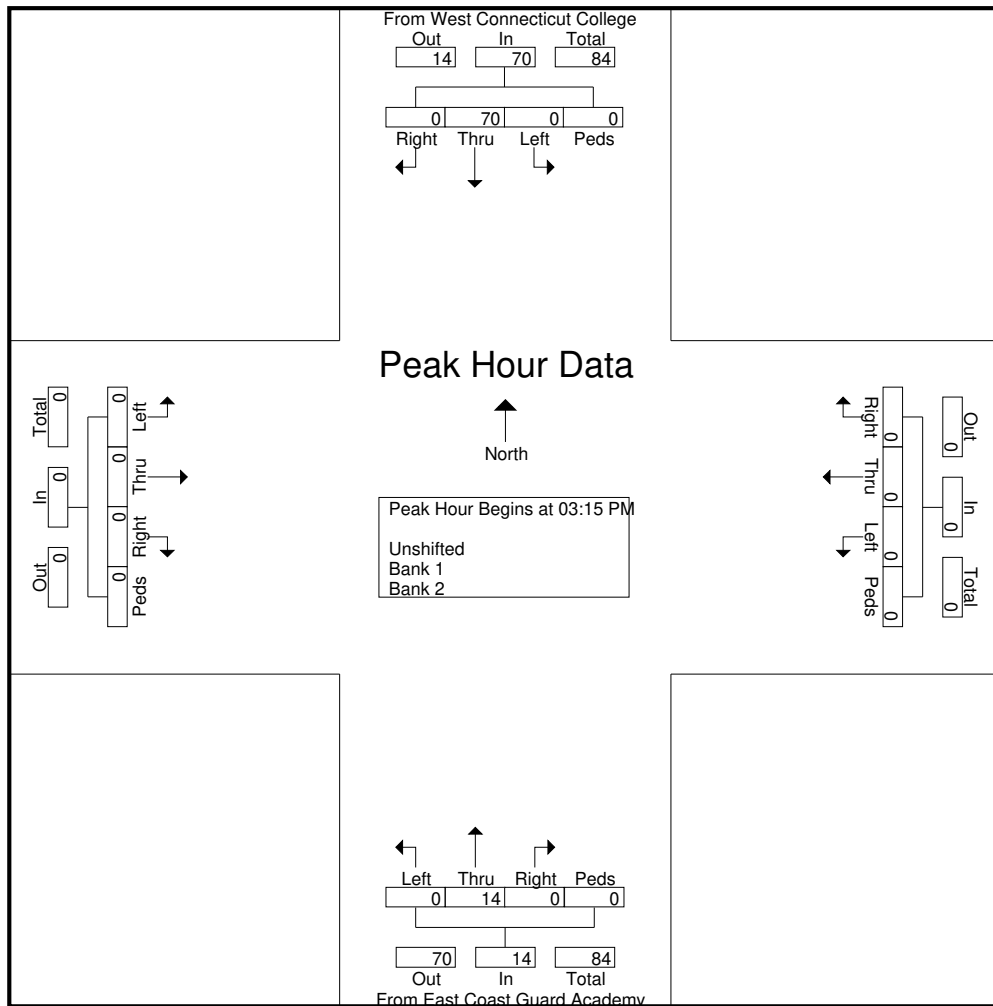 From West Connecticut College
Out In Total
14 70 84
0 70 0 0
Right Thru Left Peds
Peak Hour Data
North
Peak Hour Begins at 03:15 PM
Unshifted
Bank 1
Bank 2
Total In Out
0 0 0
0 0 0 0
Left Thru Right Peds
Right Thru Left Peds
0 0 0 0
Out In Total
0 0 0
Left Thru Right Peds
0 14 0 0
70 14 84
Out In Total
From East Coast Guard Academy